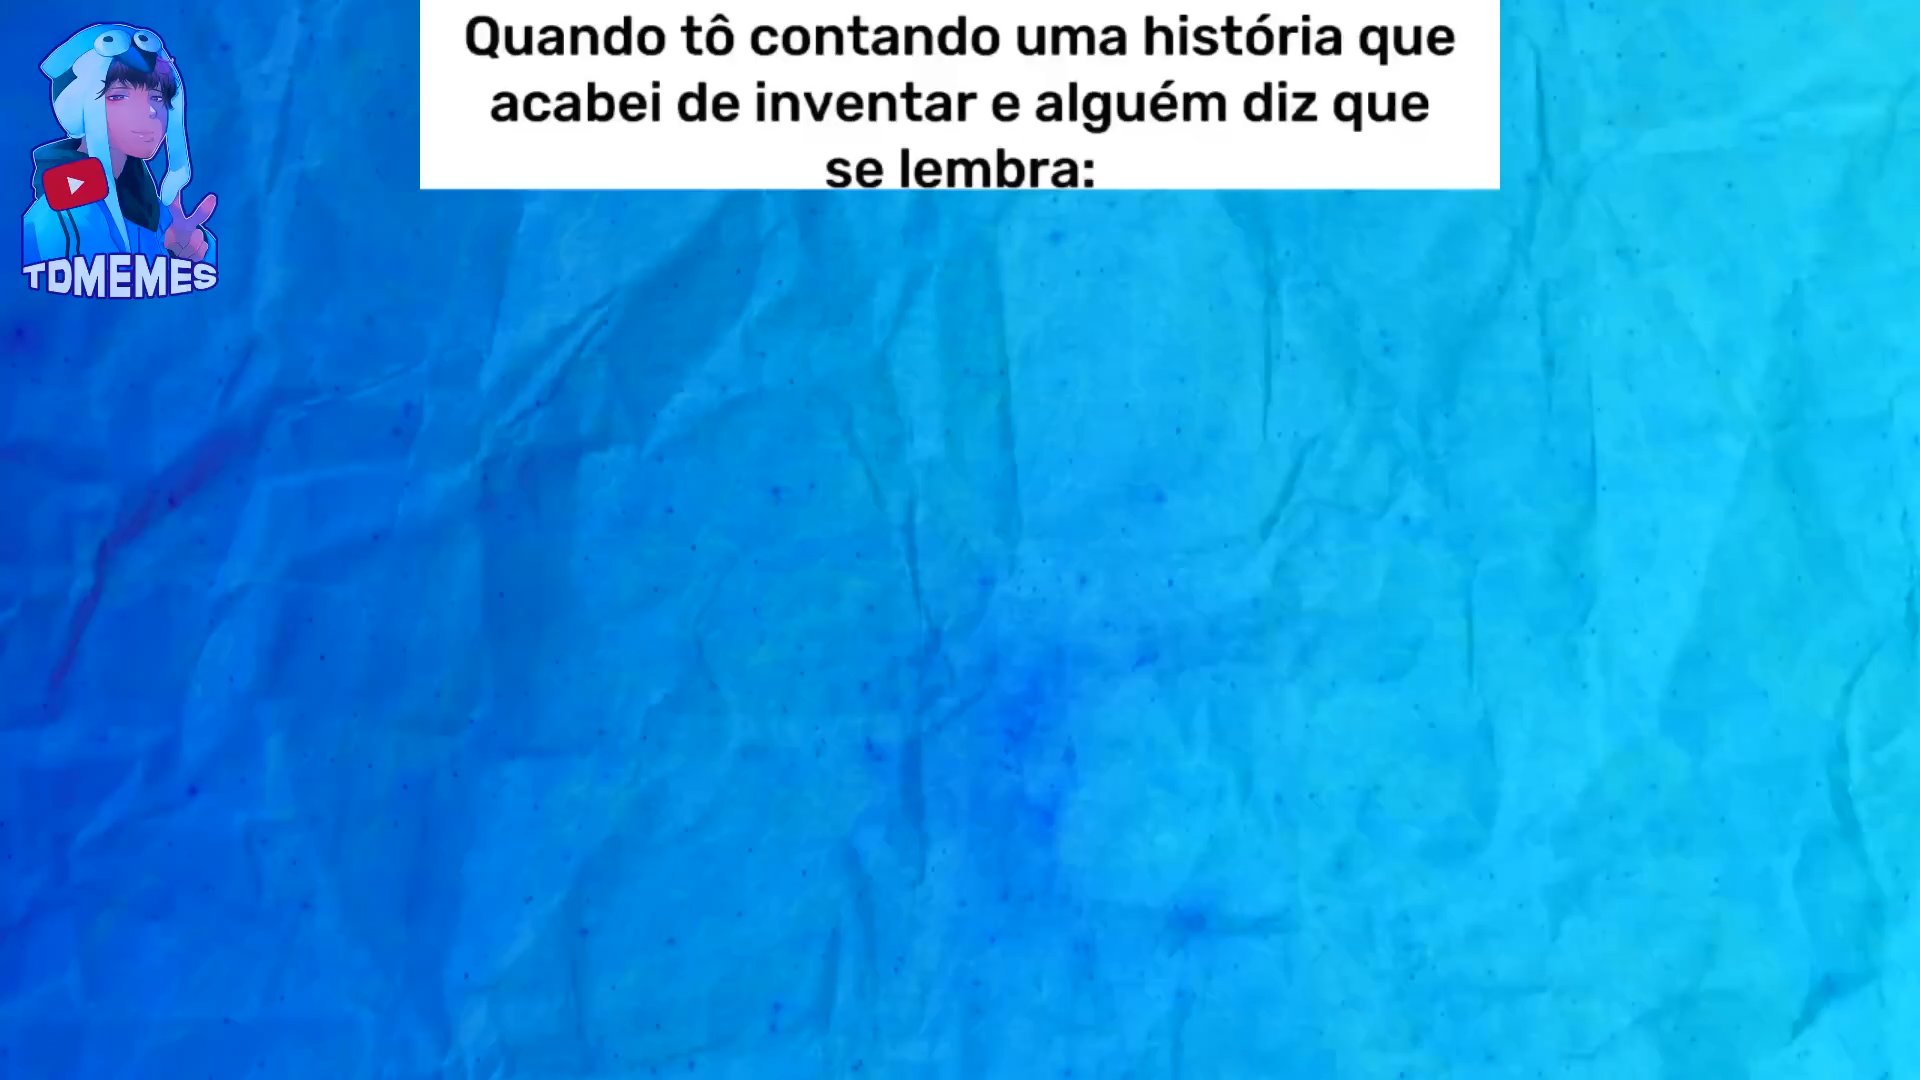 Quando tô contando uma história que
acabei de inventar e alguém diz que
se lembra:
TDMEMES